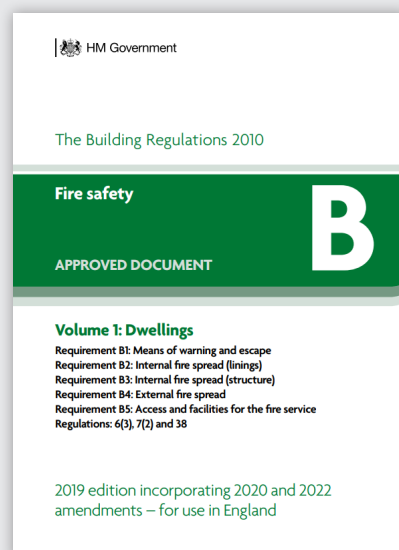 HM Government
The Building Regulations 2010
Fire safety
B
APPROVED DOCUMENT
Volume 1: Dwellings
Requirement B1: Means of warning and escape
Requirement B2: Internal fire spread (linings)
Requirement B3: Internal fire spread (structure)
Requirement B4: External fire spread
Requirement B5: Access and facilities for the fire service
Regulations: 6(3), 7(2) and 38
2019 edition incorporating 2020 and 2022
amendments – for use in England